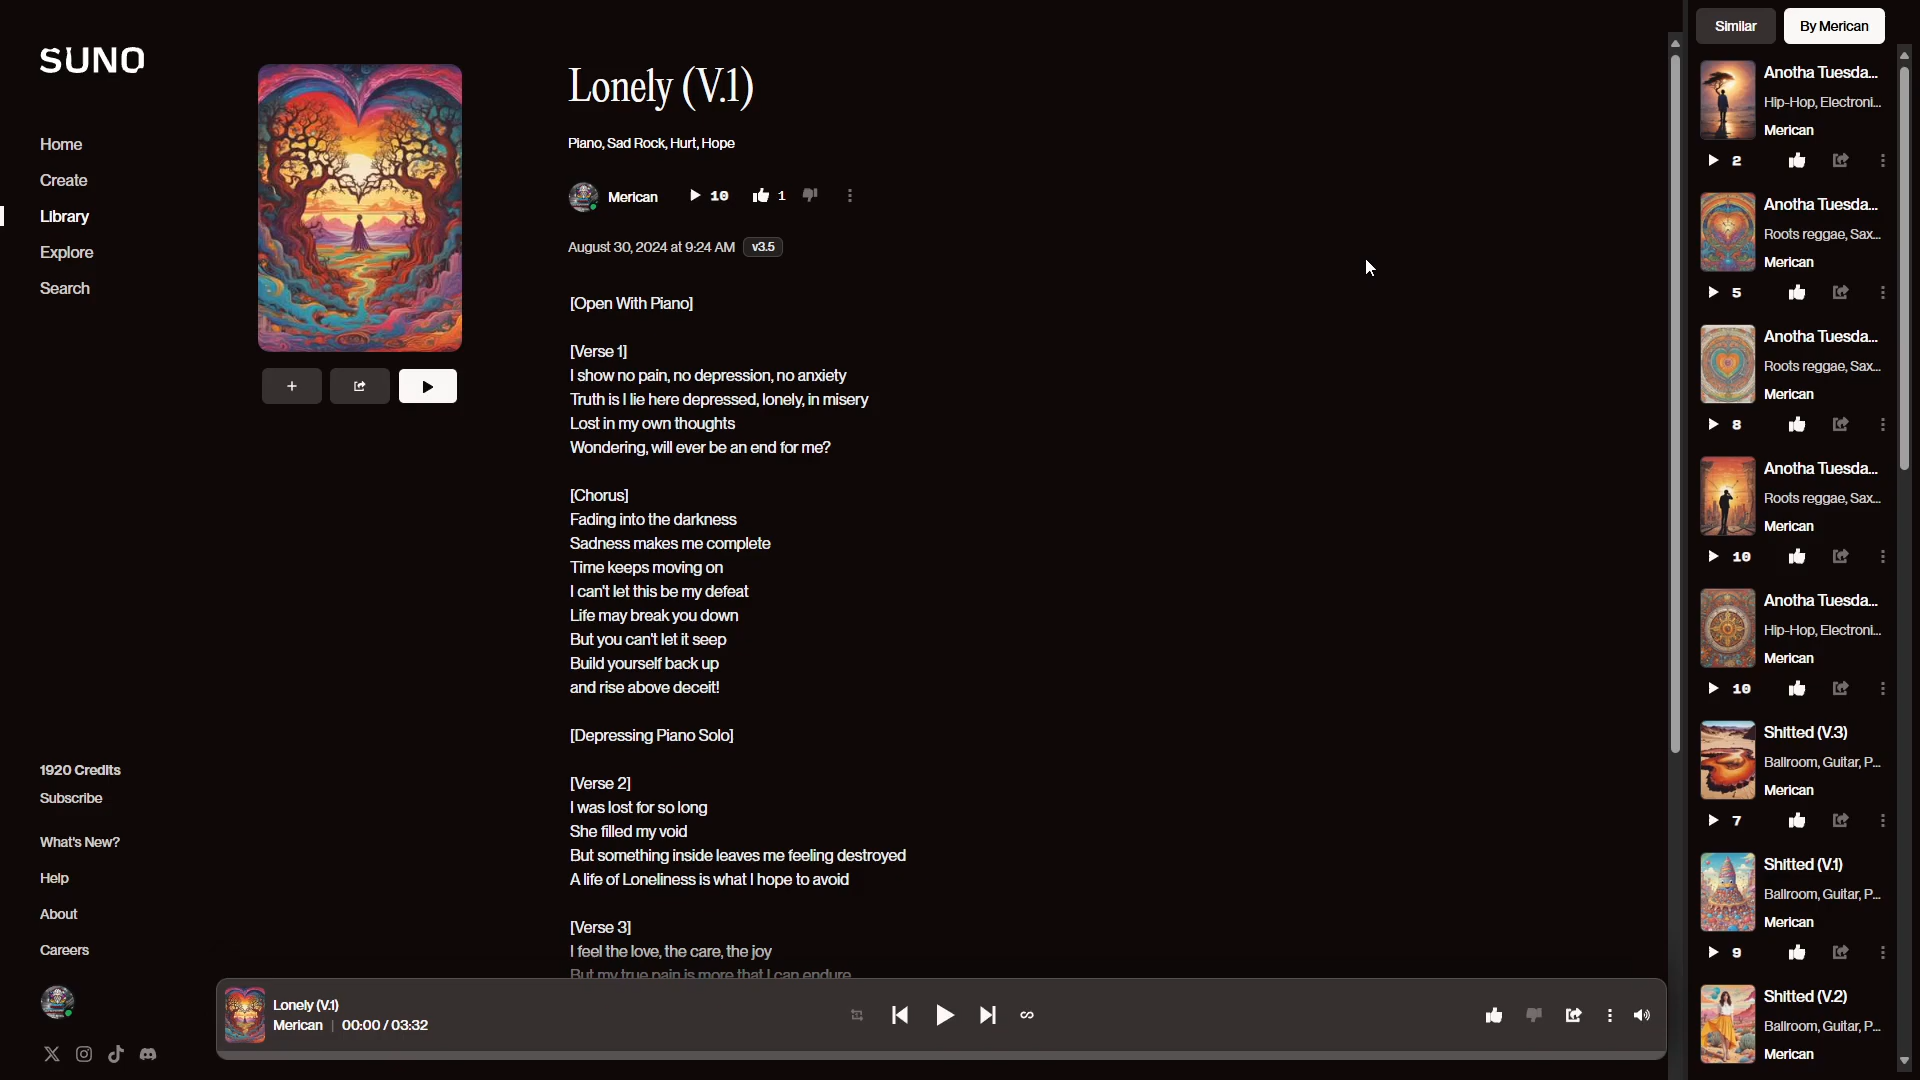 SUNO
Home
Create
Library
Explore
Search
1920 Credits
Subscribe
What's New?
Help
About
Careers
Lonely (V.1)
Piano, Sad Rock, Hurt, Hope
Merican
10
1
August 30, 2024 at 9:24 AM
v3.5
[Open With Piano]
[Verse 1]
I show no pain, no depression, no anxiety
Truth is I lie here depressed, lonely, in misery
Lost in my own thoughts
Wondering, will ever be an end for me?
[Chorus]
Fading into the darkness
Sadness makes me complete
Time keeps moving on
I can't let this be my defeat
Life may break you down
But you can't let it seep
Build yourself back up
and rise above deceit!
[Depressing Piano Solo]
[Verse 2]
I was lost for so long
She filled my void
But something inside leaves me feeling destroyed
A life of Loneliness is what I hope to avoid
[Verse 3]
I feel the love, the care, the joy
But my true pain is more that I can endure
Lonely (V.1)
Merican | 00:00 / 03:32
Similar
By Merican
Anotha Tuesda...
Hip-Hop, Electroni...
Merican
2
Anotha Tuesda...
Roots reggae, Sax...
Merican
5
Anotha Tuesda...
Roots reggae, Sax...
Merican
8
Anotha Tuesda...
Roots reggae, Sax...
Merican
10
Anotha Tuesda...
Hip-Hop, Electroni...
Merican
10
Shitted (V.3)
Ballroom, Guitar, P...
Merican
7
Shitted (V.1)
Ballroom, Guitar, P...
Merican
9
Shitted (V.2)
Ballroom, Guitar, P...
Merican